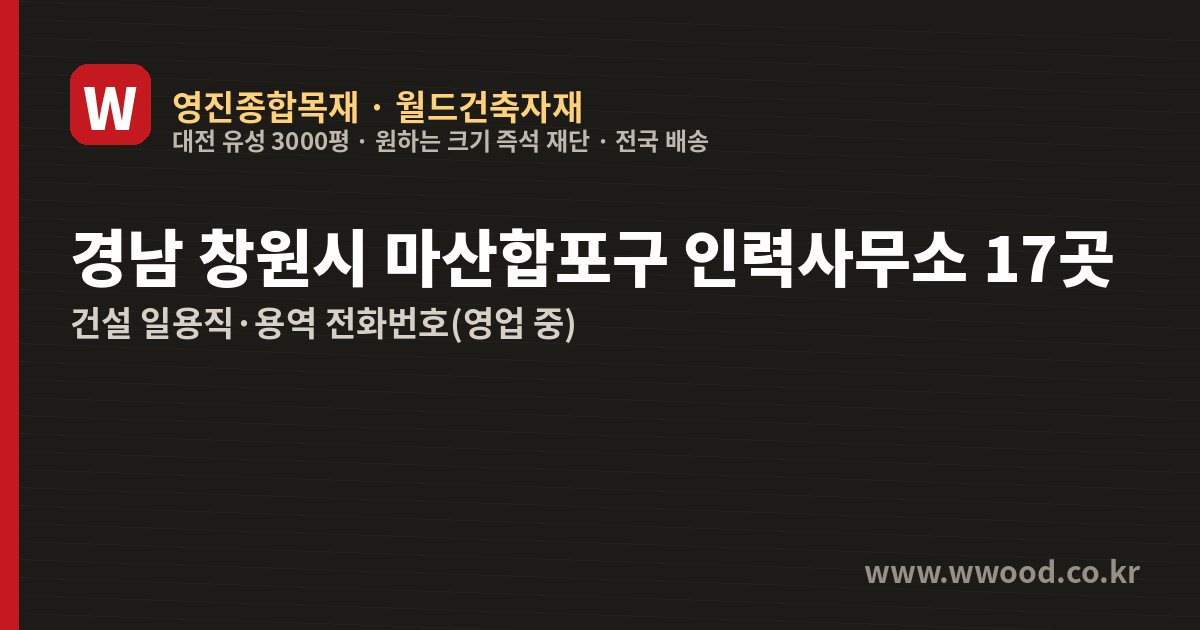 W
영진종합목재 · 월드건축자재
대전 유성 3000평 · 원하는 크기 즉석 재단 · 전국 배송
경남 창원시 마산합포구 인력사무소 17곳
건설 일용직·용역 전화번호(영업 중)
www.wwood.co.kr